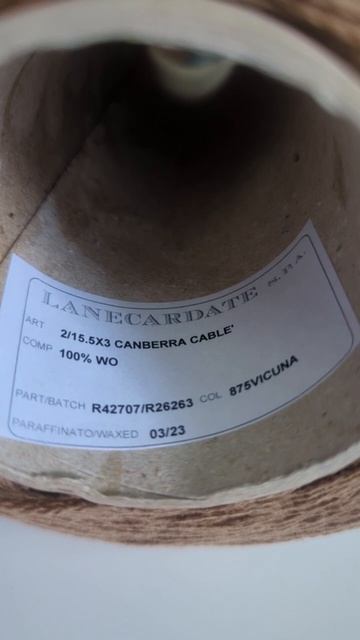 LANECARDATE S.P.A.
ART 2/15.5X3 CANBERRA CABLE'
COMP 100% WO
PART/BATCH R42707/R26263 COL 875VICUNA
PARAFFINATO/WAXED 03/23